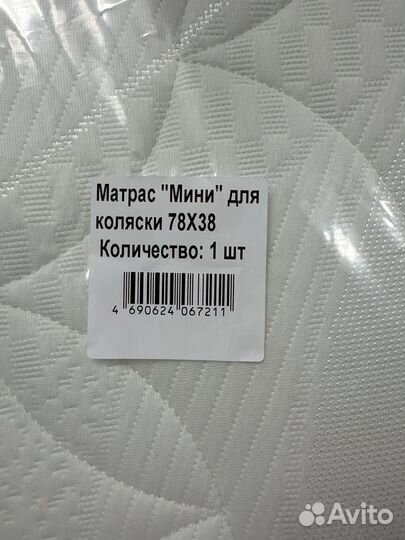 Матрас "Мини" для
коляски 78X38
Количество: 1 шт
4 690624 067211
Avito